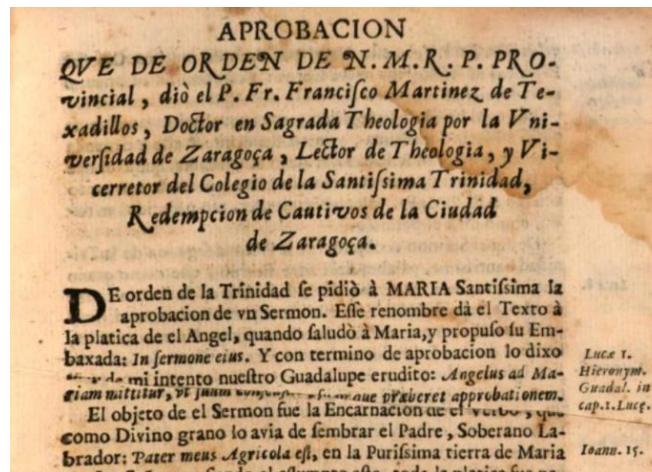 APROBACION
QVE DE ORDEN DE N. M. R. P. PRO-
vincial, diò el P. Fr. Franciſco Martinez de Te-
xadillos, Doctor en Sagrada Theologia por la Vni-
verſidad de Zaragoça, Lector de Theologia, y Vi-
cerretor del Colegio de la Santiſsima Trinidad,
Redempcion de Cautivos de la Ciudad
de Zaragoça.
DE orden de la Trinidad ſe pidiò à MARIA Santiſsima la
aprobacion de vn Sermon. Eſſe renombre dà el Texto à
la platica de el Angel, quando ſaludò à Maria, y propuſo ſu Em-
baxada: In ſermone eius. Y con termino de aprobacion lo dixo
Lucæ 1.
mi intento nueſtro Guadalupe erudito: Angelus ad Ma-
Hieronym.
riam mittitur, vt ſuum præberet approbationem.
Guadal. in
cap. 1. Lucę.
El objeto de el Sermon fue la Encarnacion de el Verbo, que
como Divino grano lo avia de ſembrar el Padre, Soberano La-
brador: Pater meus Agricola eſt, en la Puriſsima tierra de Maria
Ioann. 15.